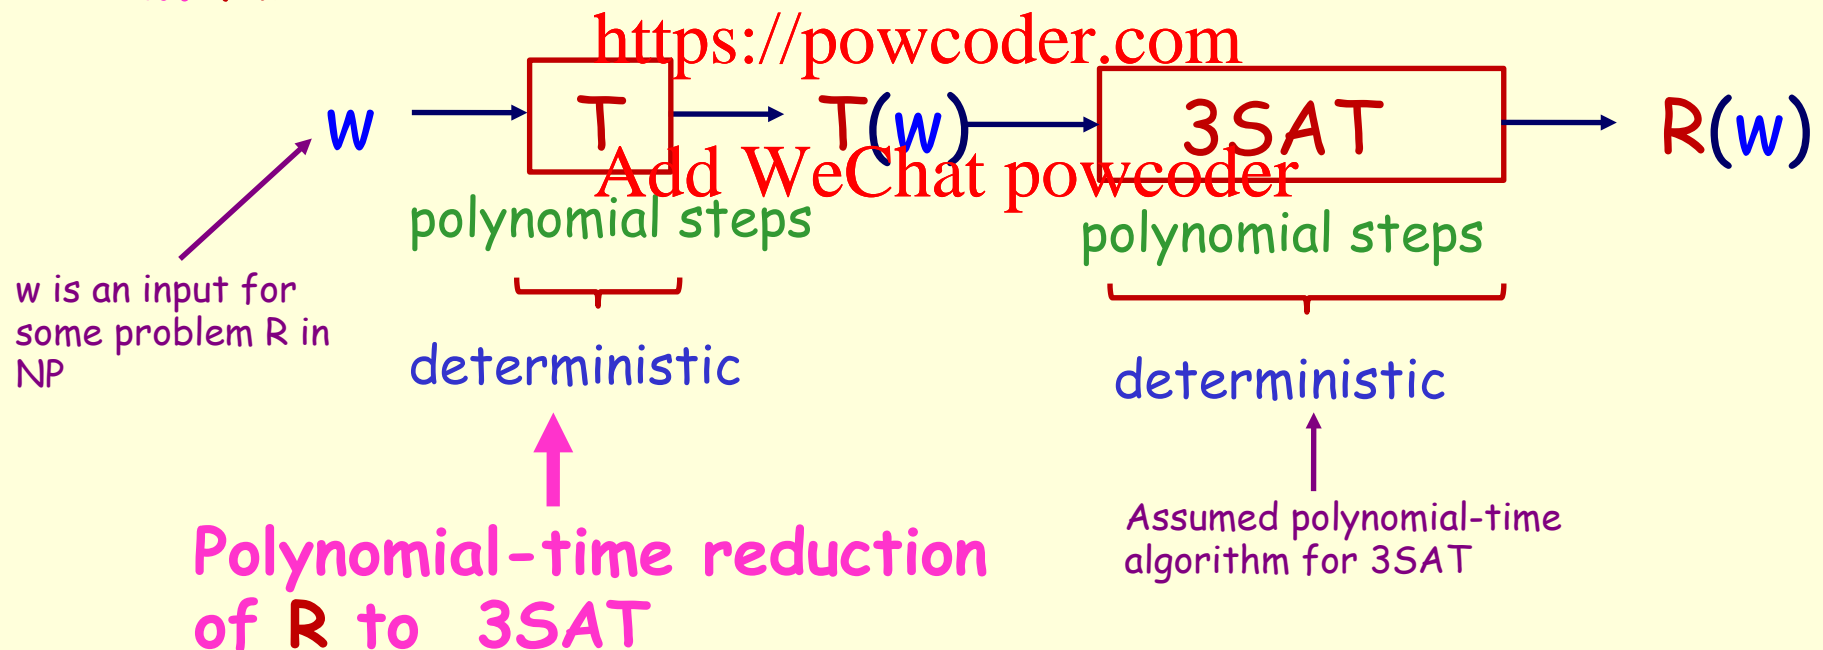 https://powcoder.com
w T T(w) 3SAT R(w)
Add WeChat powcoder
polynomial steps
polynomial steps
w is an input for
some problem R in
NP
deterministic
deterministic
Assumed polynomial-time
algorithm for 3SAT
Polynomial-time reduction
of R to 3SAT